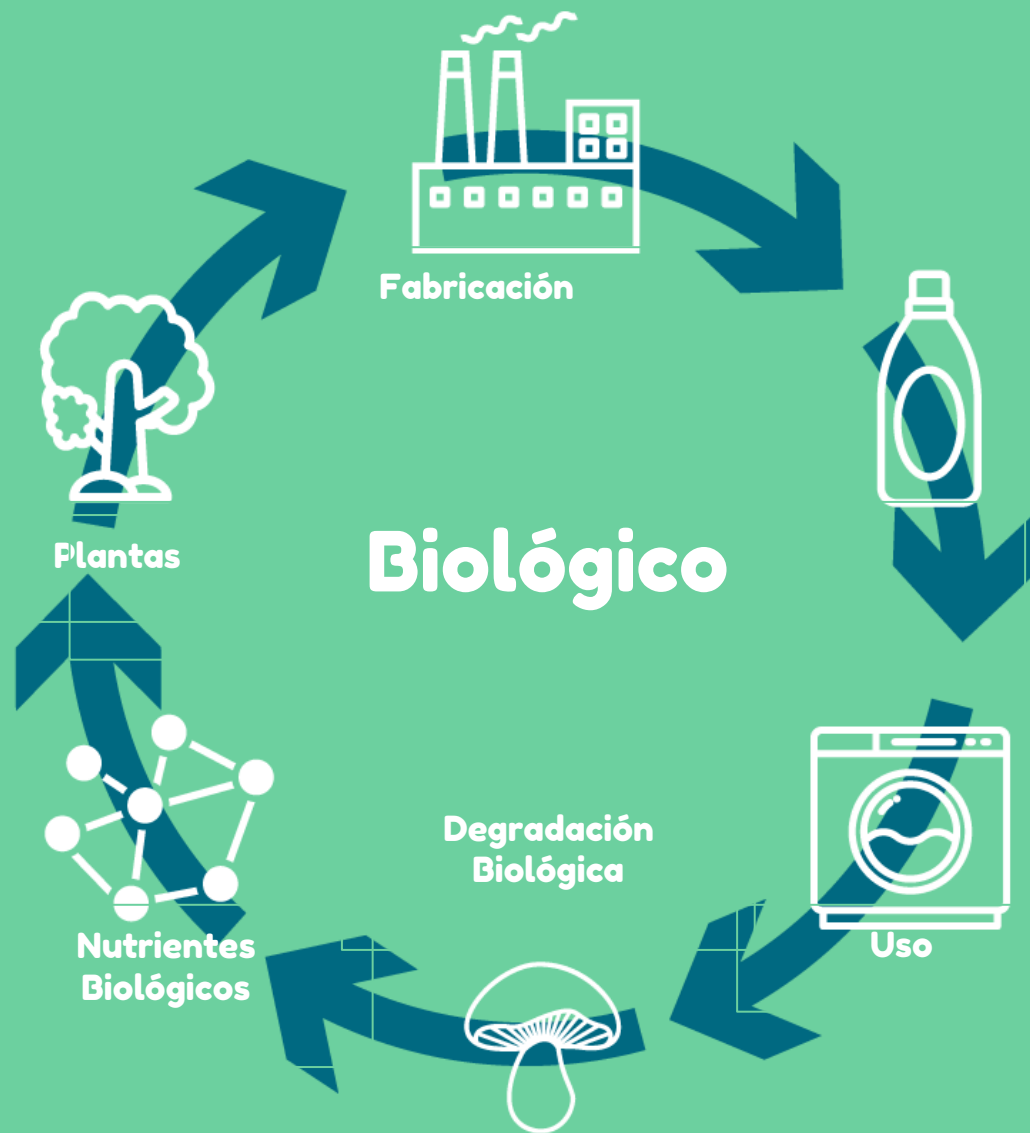 Fabricación
Plantas
Biológico
Degradación
Biológica
Uso
Nutrientes
Biológicos